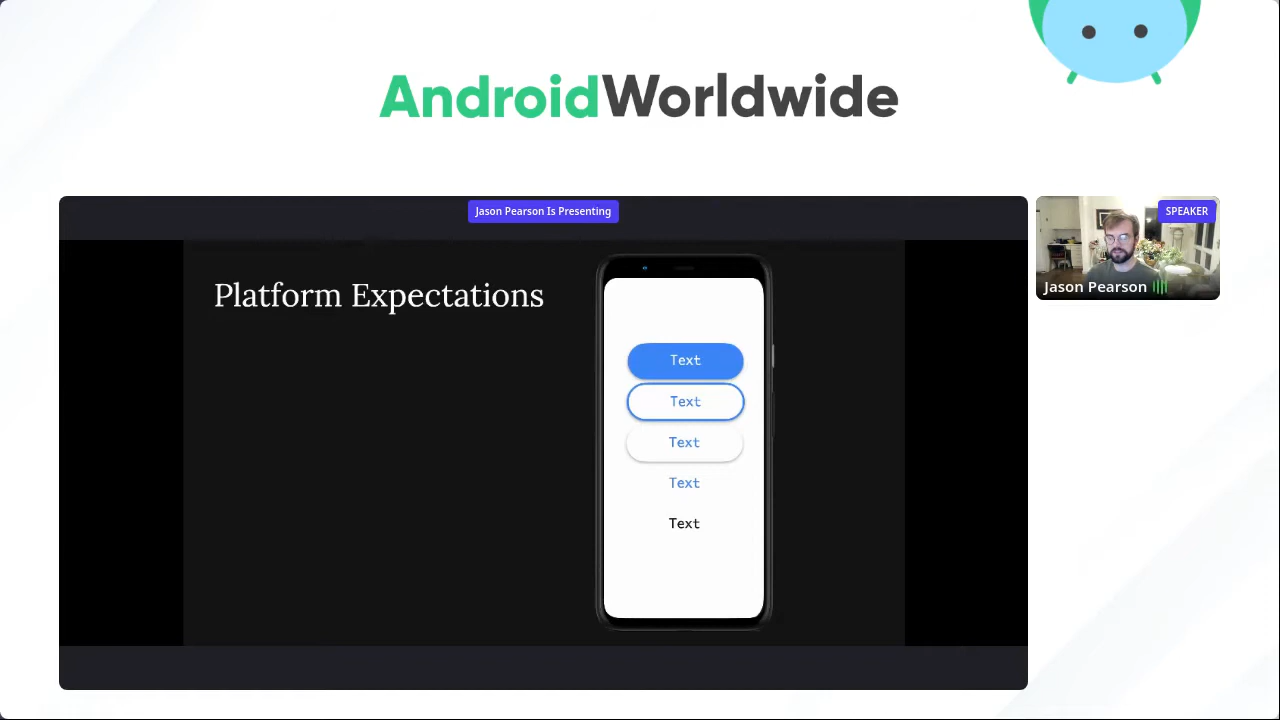 AndroidWorldwide
Jason Pearson Is Presenting
SPEAKER
Jason Pearson
Platform Expectations
Text
Text
Text
Text
Text